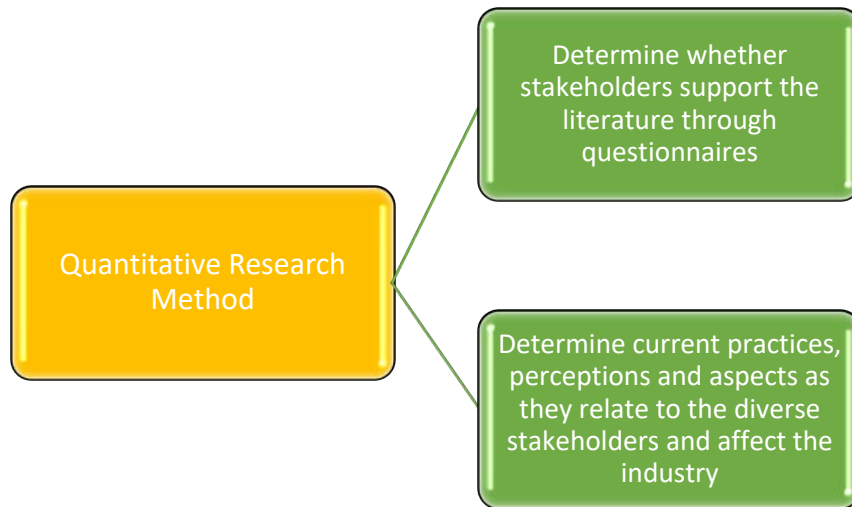 Determine whether
stakeholders support the
literature through
questionnaires
Quantitative Research
Method
Determine current practices,
perceptions and aspects as
they relate to the diverse
stakeholders and affect the
industry